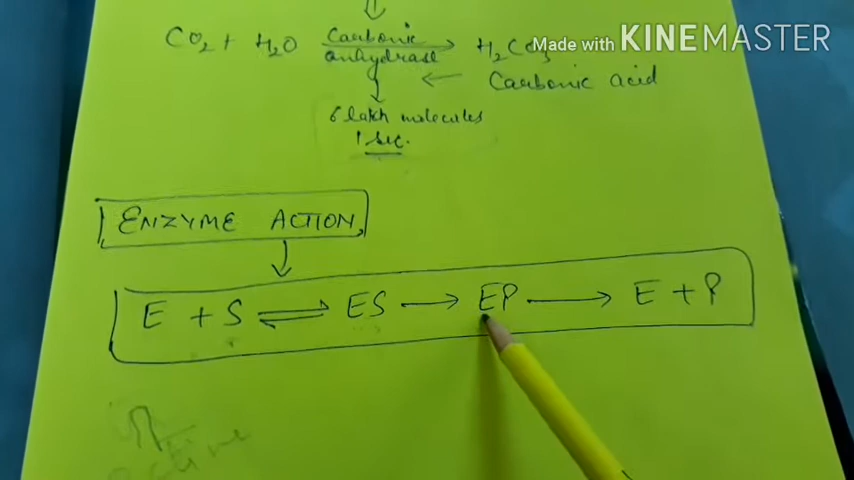 CO2 + H2O Carbonic anhydrase → H2CO3
Made with KINEMASTER
Carbonic acid
6 lakh molecules
1 sec.
ENZYME ACTION
E + S ⇌ ES → EP → E + P
active